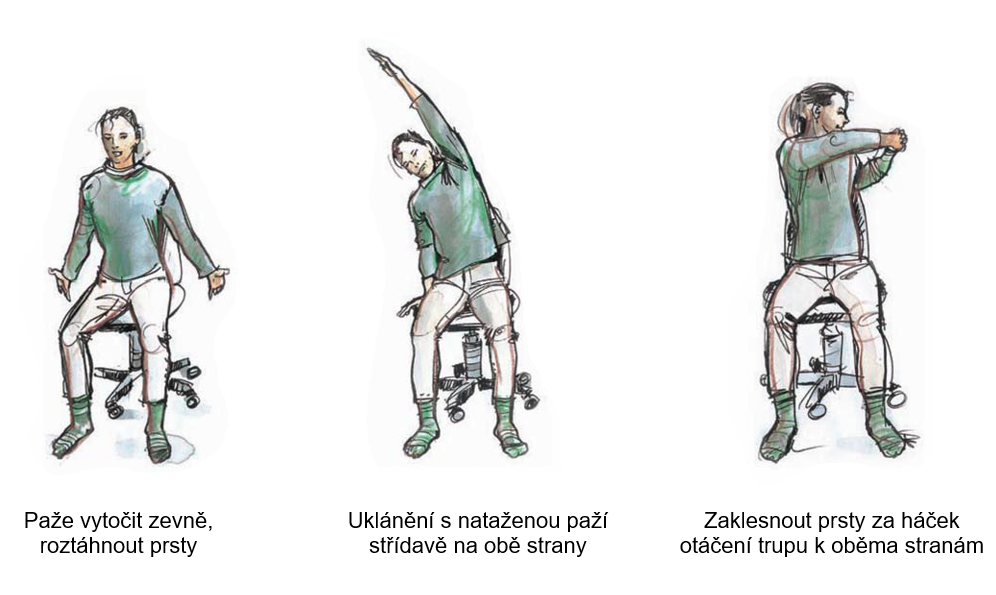 Paže vytočit zevně,
roztáhnout prsty
Uklánění s nataženou paží
střídavě na obě strany
Zaklesnout prsty za háček
otáčení trupu k oběma stranám